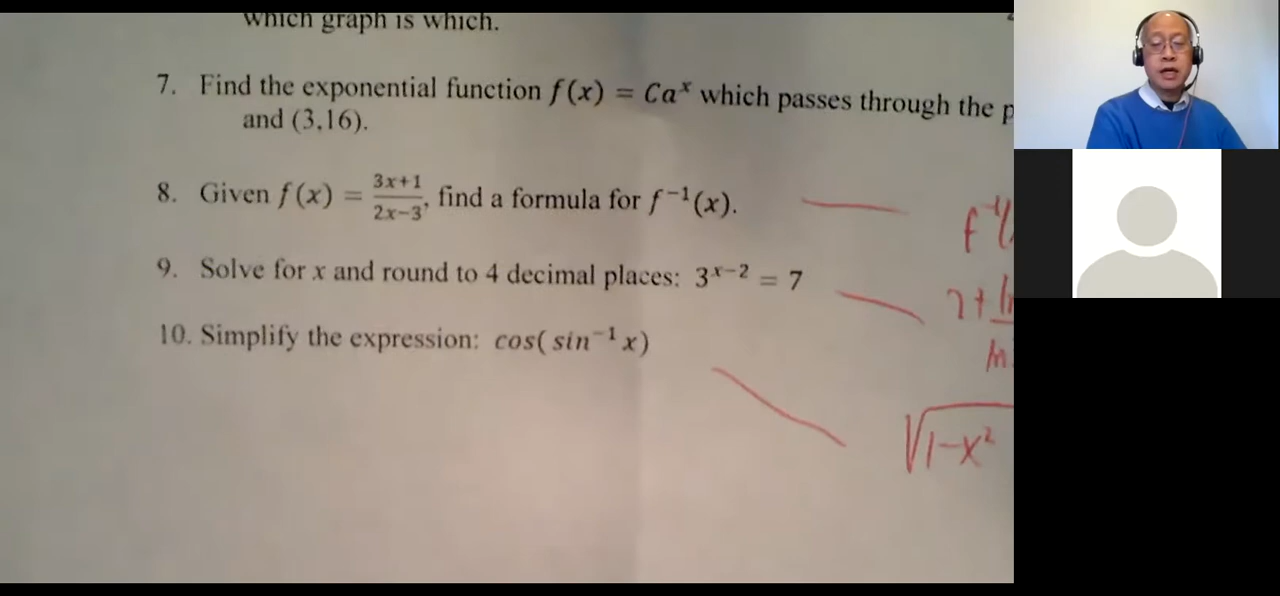 which graph is which.
7. Find the exponential function f(x) = Ca^x which passes through the
and (3,16).
8. Given f(x) = \frac{3x+1}{2x-3}, find a formula for f^{-1}(x).
9. Solve for x and round to 4 decimal places: 3^{x-2} = 7
10. Simplify the expression: cos( sin^{-1} x)
√1-x²